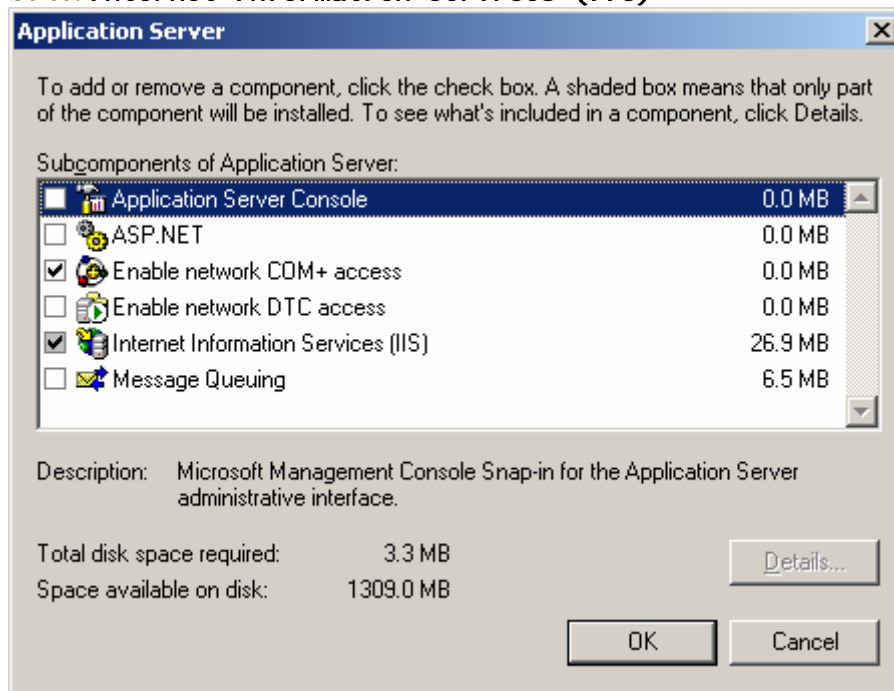 Application Server
To add or remove a component, click the check box. A shaded box means that only part
of the component will be installed. To see what's included in a component, click Details.
Subcomponents of Application Server:
Application Server Console 0.0 MB
ASP.NET 0.0 MB
Enable network COM+ access 0.0 MB
Enable network DTC access 0.0 MB
Internet Information Services (IIS) 26.9 MB
Message Queuing 6.5 MB
Description: Microsoft Management Console Snap-in for the Application Server
administrative interface.
Total disk space required: 3.3 MB
Details...
Space available on disk: 1309.0 MB
OK Cancel